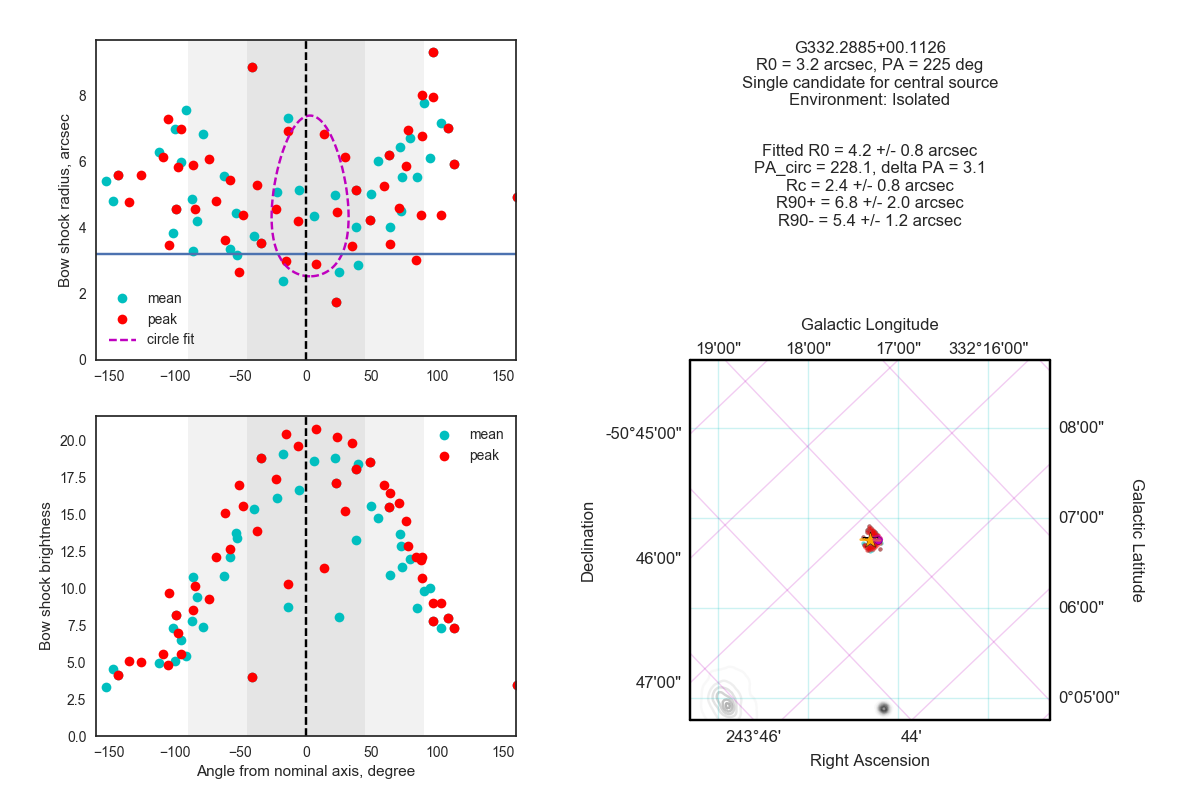 Bow shock radius, arcsec
8
6
4
2
0
mean
peak
circle fit
−150
−100
−50
0
50
100
150
G332.2885+00.1126
R0 = 3.2 arcsec, PA = 225 deg
Single candidate for central source
Environment: Isolated
Fitted R0 = 4.2 +/- 0.8 arcsec
PA_circ = 228.1, delta PA = 3.1
Rc = 2.4 +/- 0.8 arcsec
R90+ = 6.8 +/- 2.0 arcsec
R90- = 5.4 +/- 1.2 arcsec
Bow shock brightness
20.0
17.5
15.0
12.5
10.0
7.5
5.0
2.5
0.0
mean
peak
−150
−100
−50
0
50
100
150
Angle from nominal axis, degree
Galactic Longitude
19'00"
18'00"
17'00"
332°16'00"
Declination
-50°45'00"
46'00"
47'00"
08'00"
07'00"
06'00"
0°05'00"
Galactic Latitude
243°46'
44'
Right Ascension